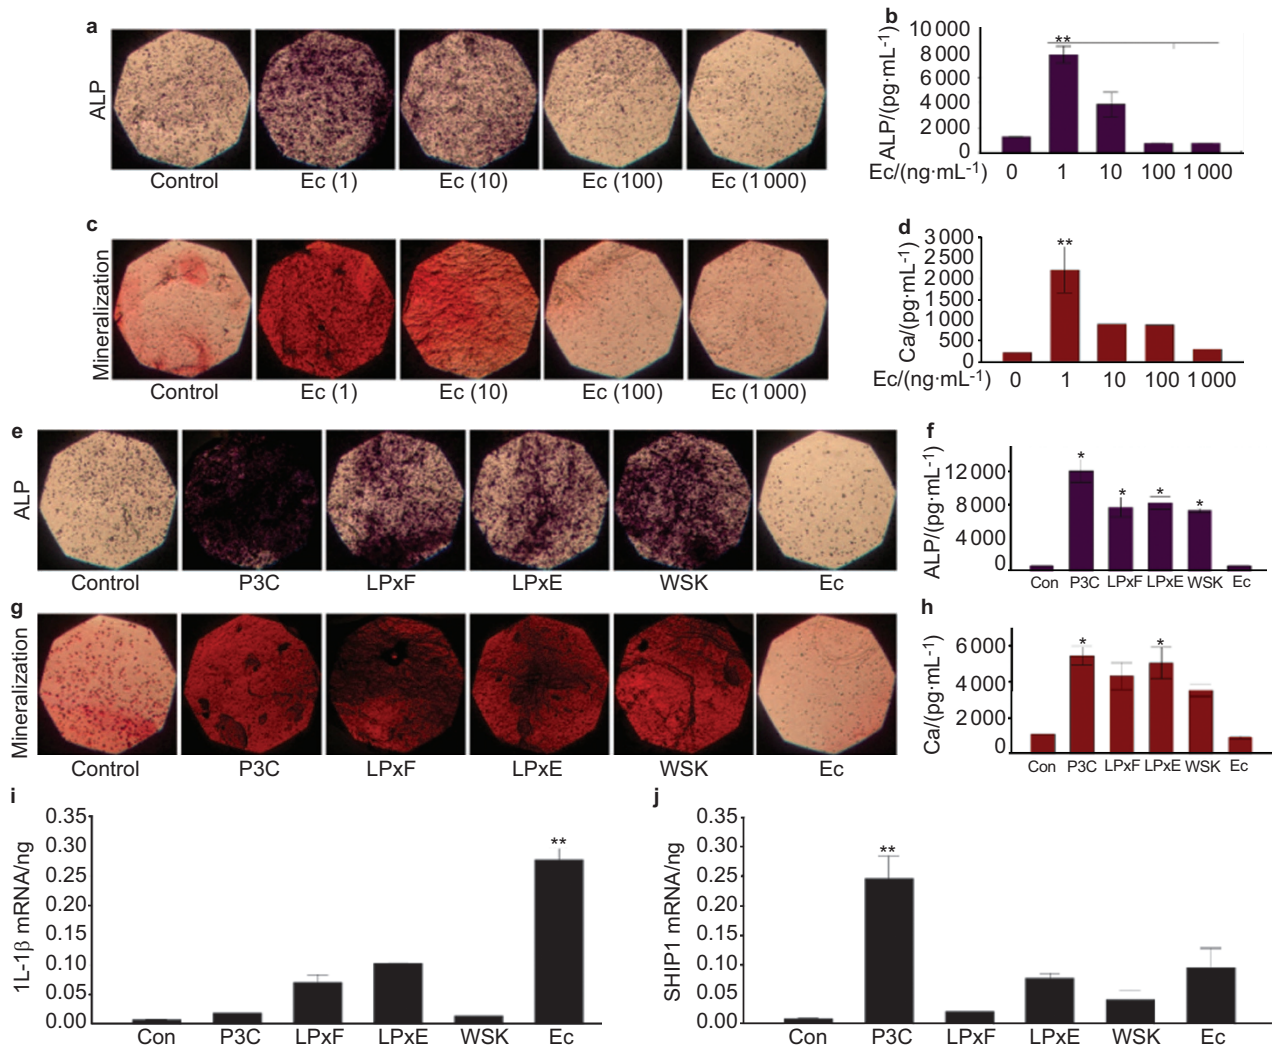 a
ALP
Control Ec (1) Ec (10) Ec (100) Ec (1 000)
b
ALP/(pg·mL-1)
10 000
8 000
6 000
4 000
2 000
0
**
Ec/(ng·mL-1) 0 1 10 100 1 000
c
Mineralization
Control Ec (1) Ec (10) Ec (100) Ec (1 000)
d
Ca/(pg·mL-1)
3 000
2 500
2 000
1 500
1 000
500
0
**
Ec/(ng·mL-1) 0 1 10 100 1 000
e
ALP
Control P3C LPxF LPxE WSK Ec
f
ALP/(pg·mL-1)
12 000
8 000
4 000
0
* * * *
Con P3C LPxF LPxE WSK Ec
g
Mineralization
Control P3C LPxF LPxE WSK Ec
h
Ca/(pg·mL-1)
6 000
4 000
2 000
0
* *
Con P3C LPxF LPxE WSK Ec
i
1L-1β mRNA/ng
0.35
0.30
0.25
0.20
0.15
0.10
0.05
0.00
**
Con P3C LPxF LPxE WSK Ec
j
SHIP1 mRNA/ng
0.35
0.30
0.25
0.20
0.15
0.10
0.05
0.00
**
Con P3C LPxF LPxE WSK Ec